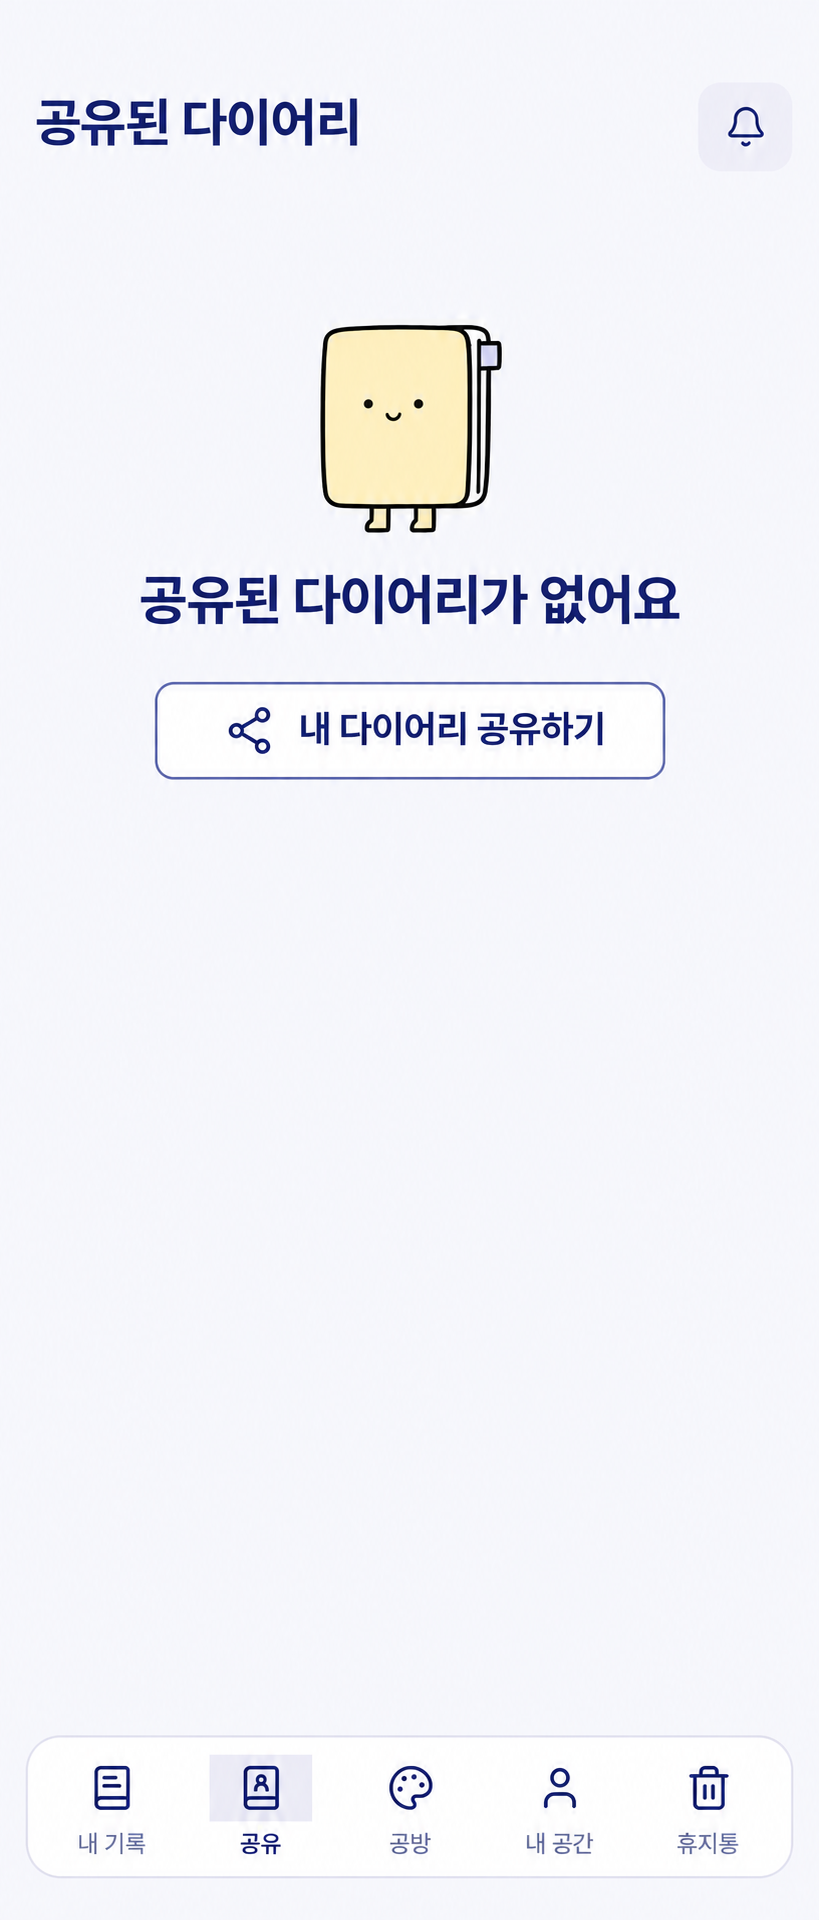 공유된 다이어리
공유된 다이어리가 없어요
내 다이어리 공유하기
내 기록
공유
공방
내 공간
휴지통